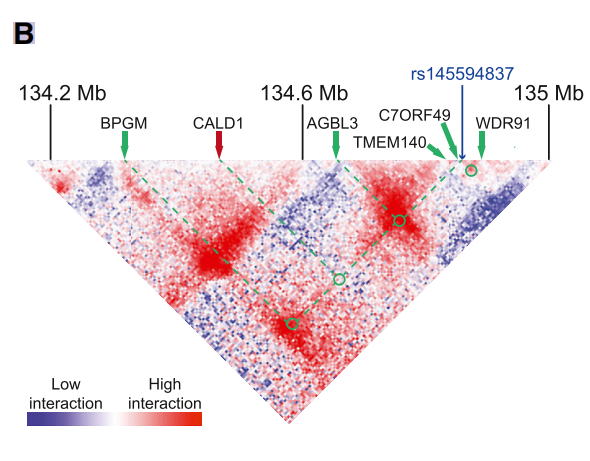 B
rs145594837
134.2 Mb
134.6 Mb
135 Mb
BPGM
CALD1
AGBL3
C7ORF49
WDR91
TMEM140
Low
interaction
High
interaction